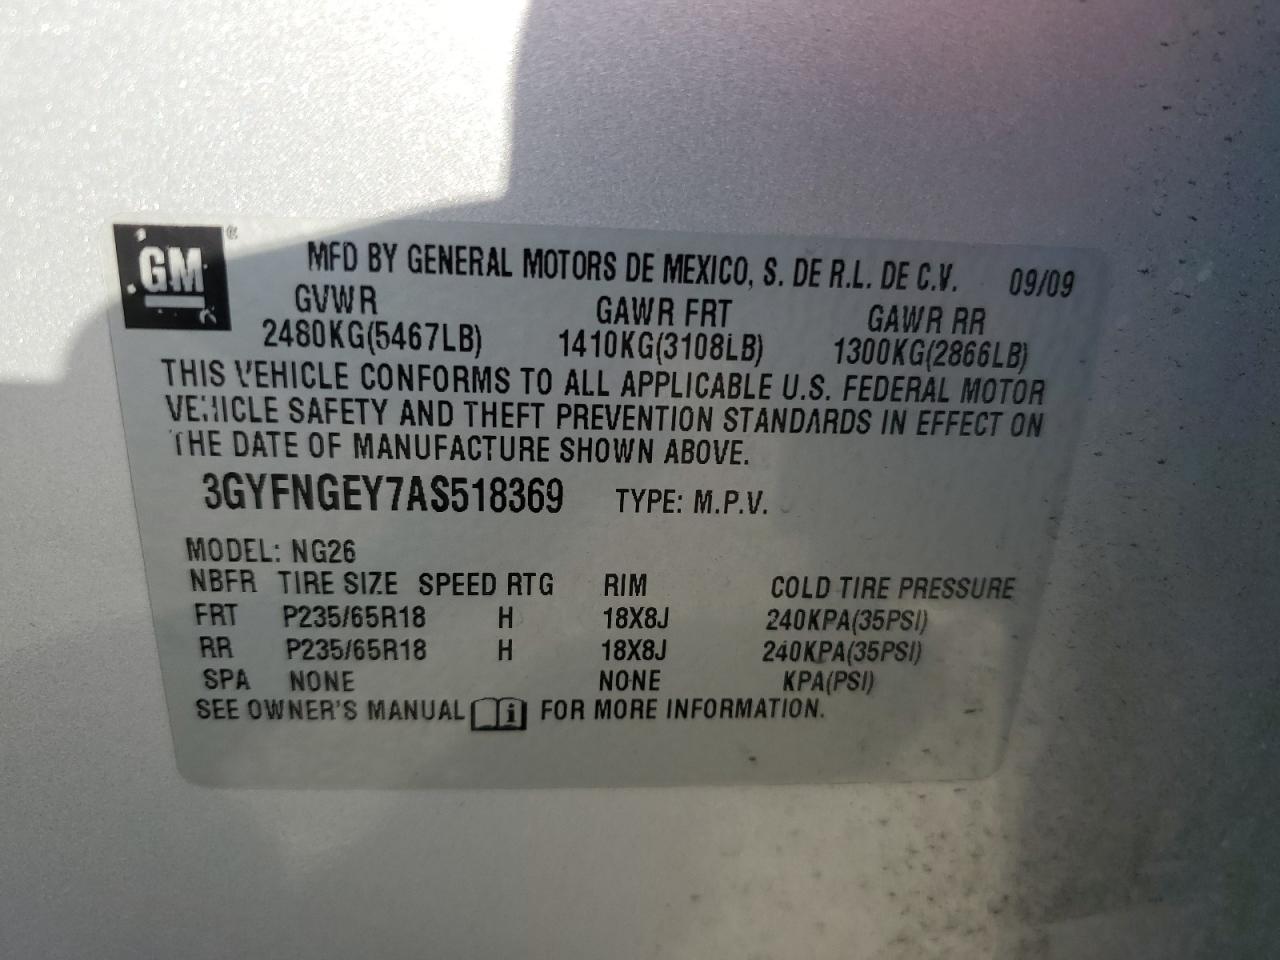 GM ®
MFD BY GENERAL MOTORS DE MEXICO, S. DE R.L. DE C.V. 09/09
GVWR GAWR FRT GAWR RR
2480KG(5467LB) 1410KG(3108LB) 1300KG(2866LB)
THIS VEHICLE CONFORMS TO ALL APPLICABLE U.S. FEDERAL MOTOR
VEHICLE SAFETY AND THEFT PREVENTION STANDARDS IN EFFECT ON
THE DATE OF MANUFACTURE SHOWN ABOVE.
3GYFNGEY7AS518369 TYPE: M.P.V.
MODEL: NG26
NBFR TIRE SIZE SPEED RTG RIM COLD TIRE PRESSURE
FRT P235/65R18 H 18X8J 240KPA(35PSI)
RR P235/65R18 H 18X8J 240KPA(35PSI)
SPA NONE NONE KPA(PSI)
SEE OWNER'S MANUAL i FOR MORE INFORMATION.